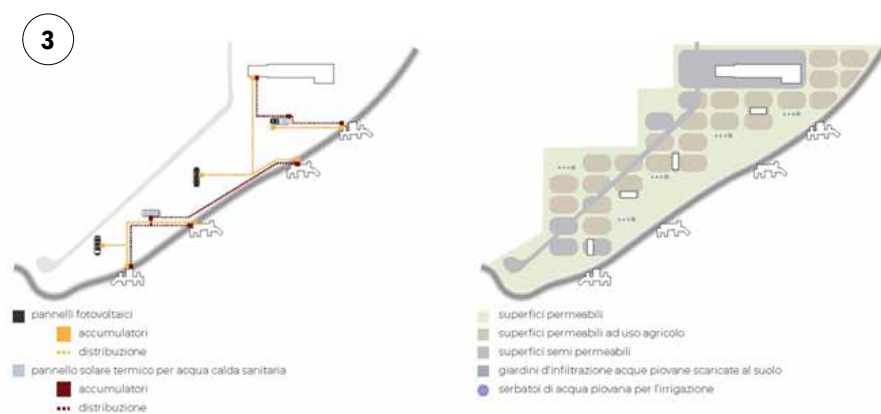 3
pannelli fotovoltaici
accumulatori
distribuzione
pannello solare termico per acqua calda sanitaria
accumulatori
distribuzione
superfici permeabili
superfici permeabili ad uso agricolo
superfici semi permeabili
giardini d'infiltrazione acque piovane scaricate al suolo
serbatoi di acqua piovana per l'irrigazione